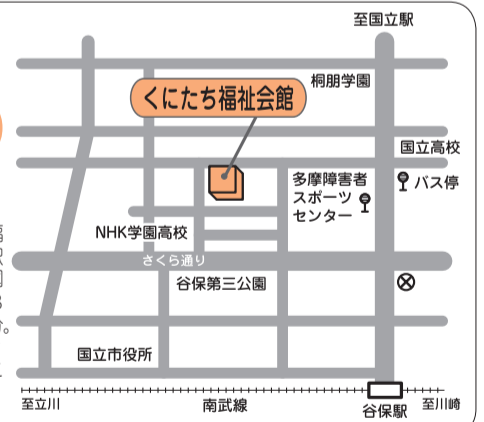 至国立駅
桐朋学園
くにたち福祉会館
国立高校
多摩障害者
スポーツ
センター
バス停
NHK学園高校
さくら通り
谷保第三公園
国立市役所
至立川
南武線
谷保駅
至川崎